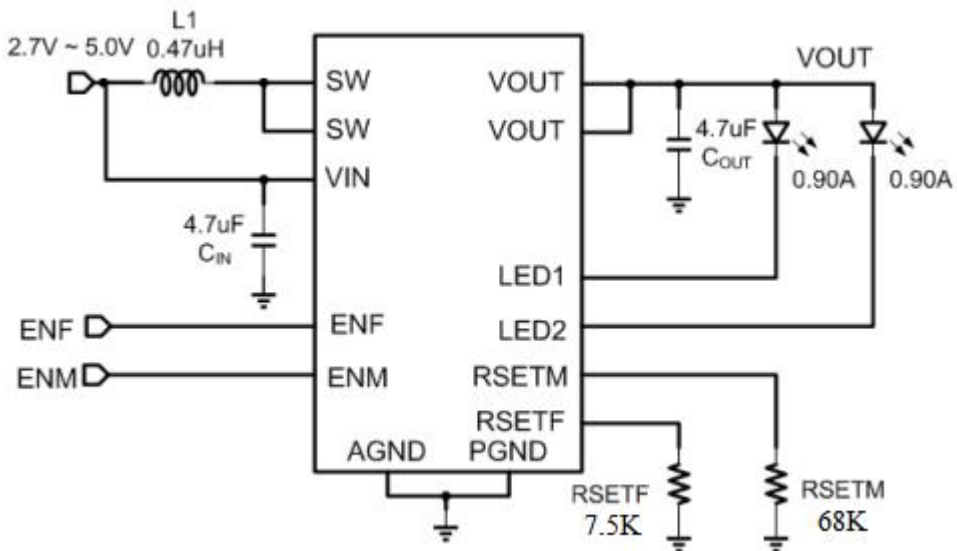 L1
2.7V ~ 5.0V 0.47uH
SW VOUT VOUT
SW VOUT
4.7uF
COUT
0.90A 0.90A
VIN
4.7uF
CIN
LED1
ENF ENF LED2
ENM ENM RSETM
RSETF
AGND PGND
RSETF RSETM
7.5K 68K